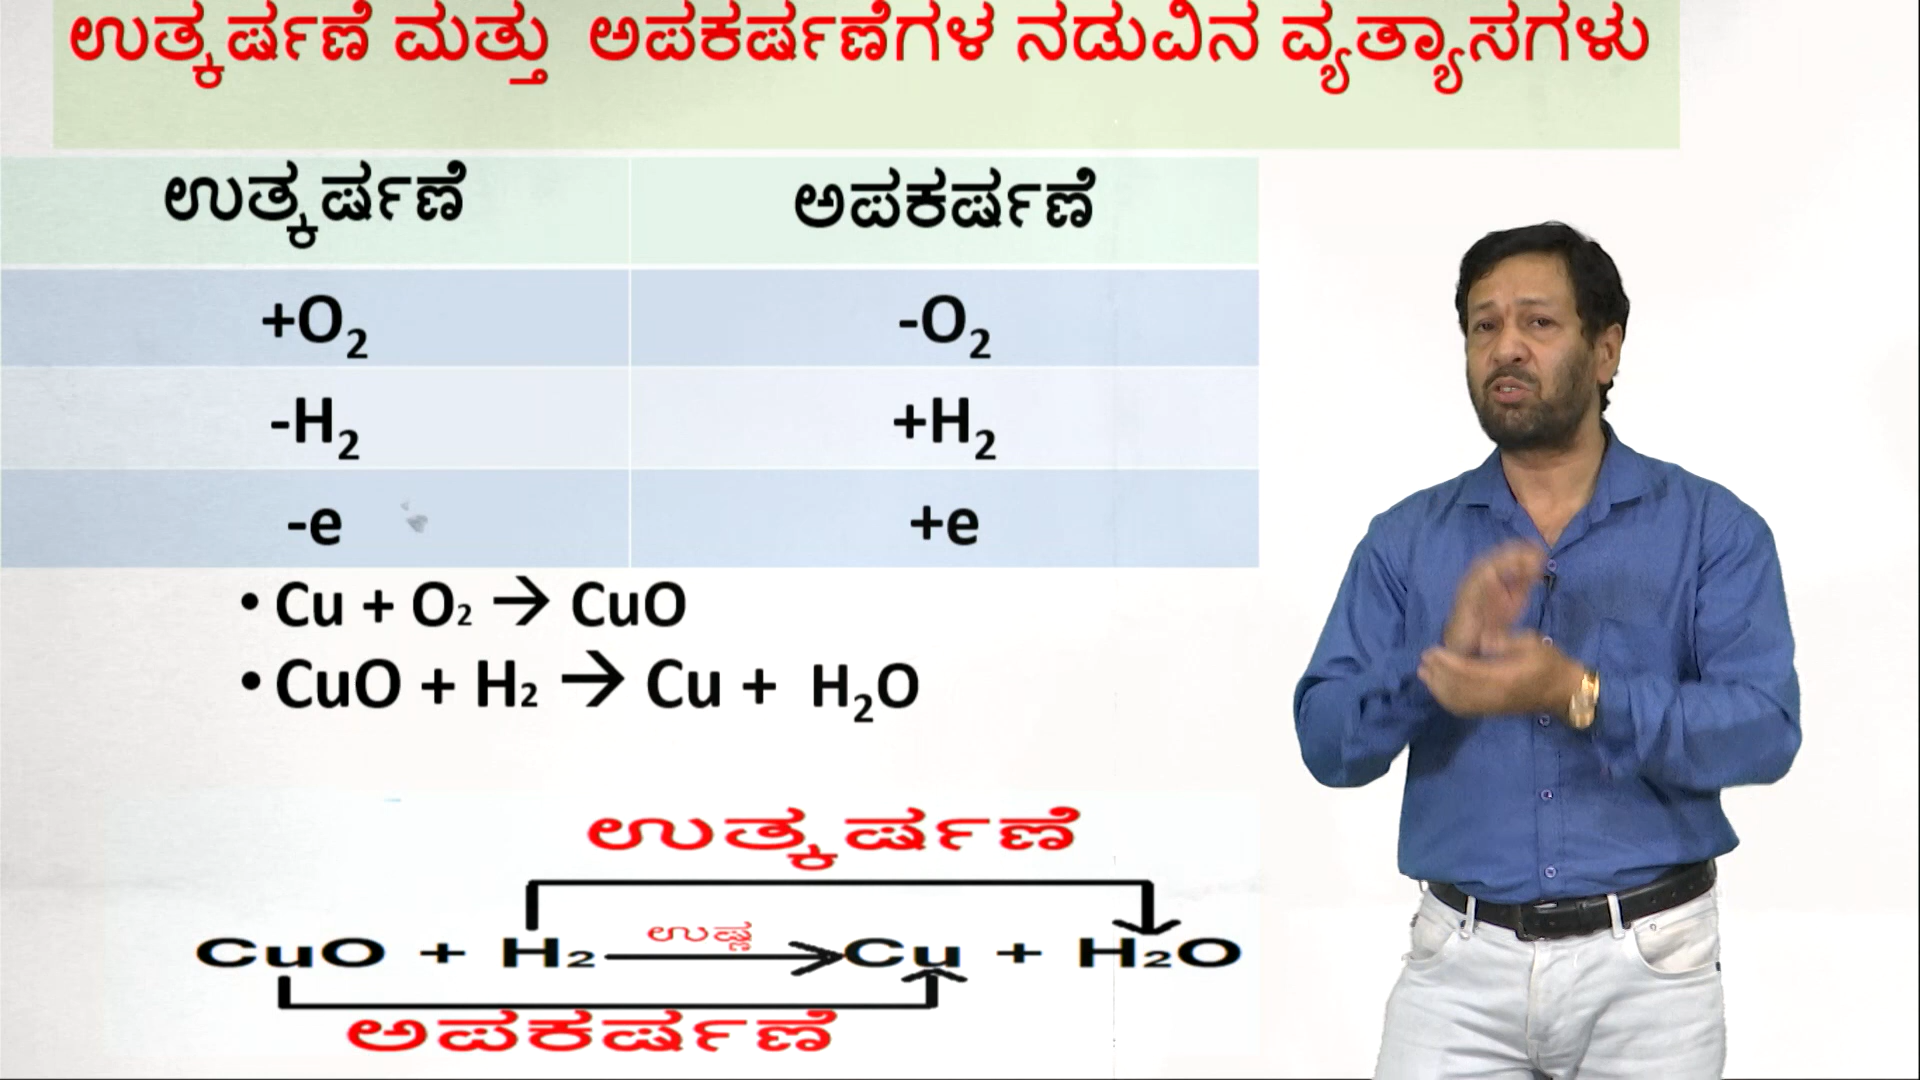 ಉತ್ಕರ್ಷಣೆ ಮತ್ತು ಅಪಕರ್ಷಣೆಗಳ ನಡುವಿನ ವ್ಯತ್ಯಾಸಗಳು
ಉತ್ಕರ್ಷಣೆ ಅಪಕರ್ಷಣೆ
+O₂ -O₂
-H₂ +H₂
-e +e
• Cu + O₂ → CuO
• CuO + H₂ → Cu + H₂O
ಉತ್ಕರ್ಷಣೆ
ಉಷ್ಣ
CuO + H₂ → Cu + H₂O
ಅಪಕರ್ಷಣೆ